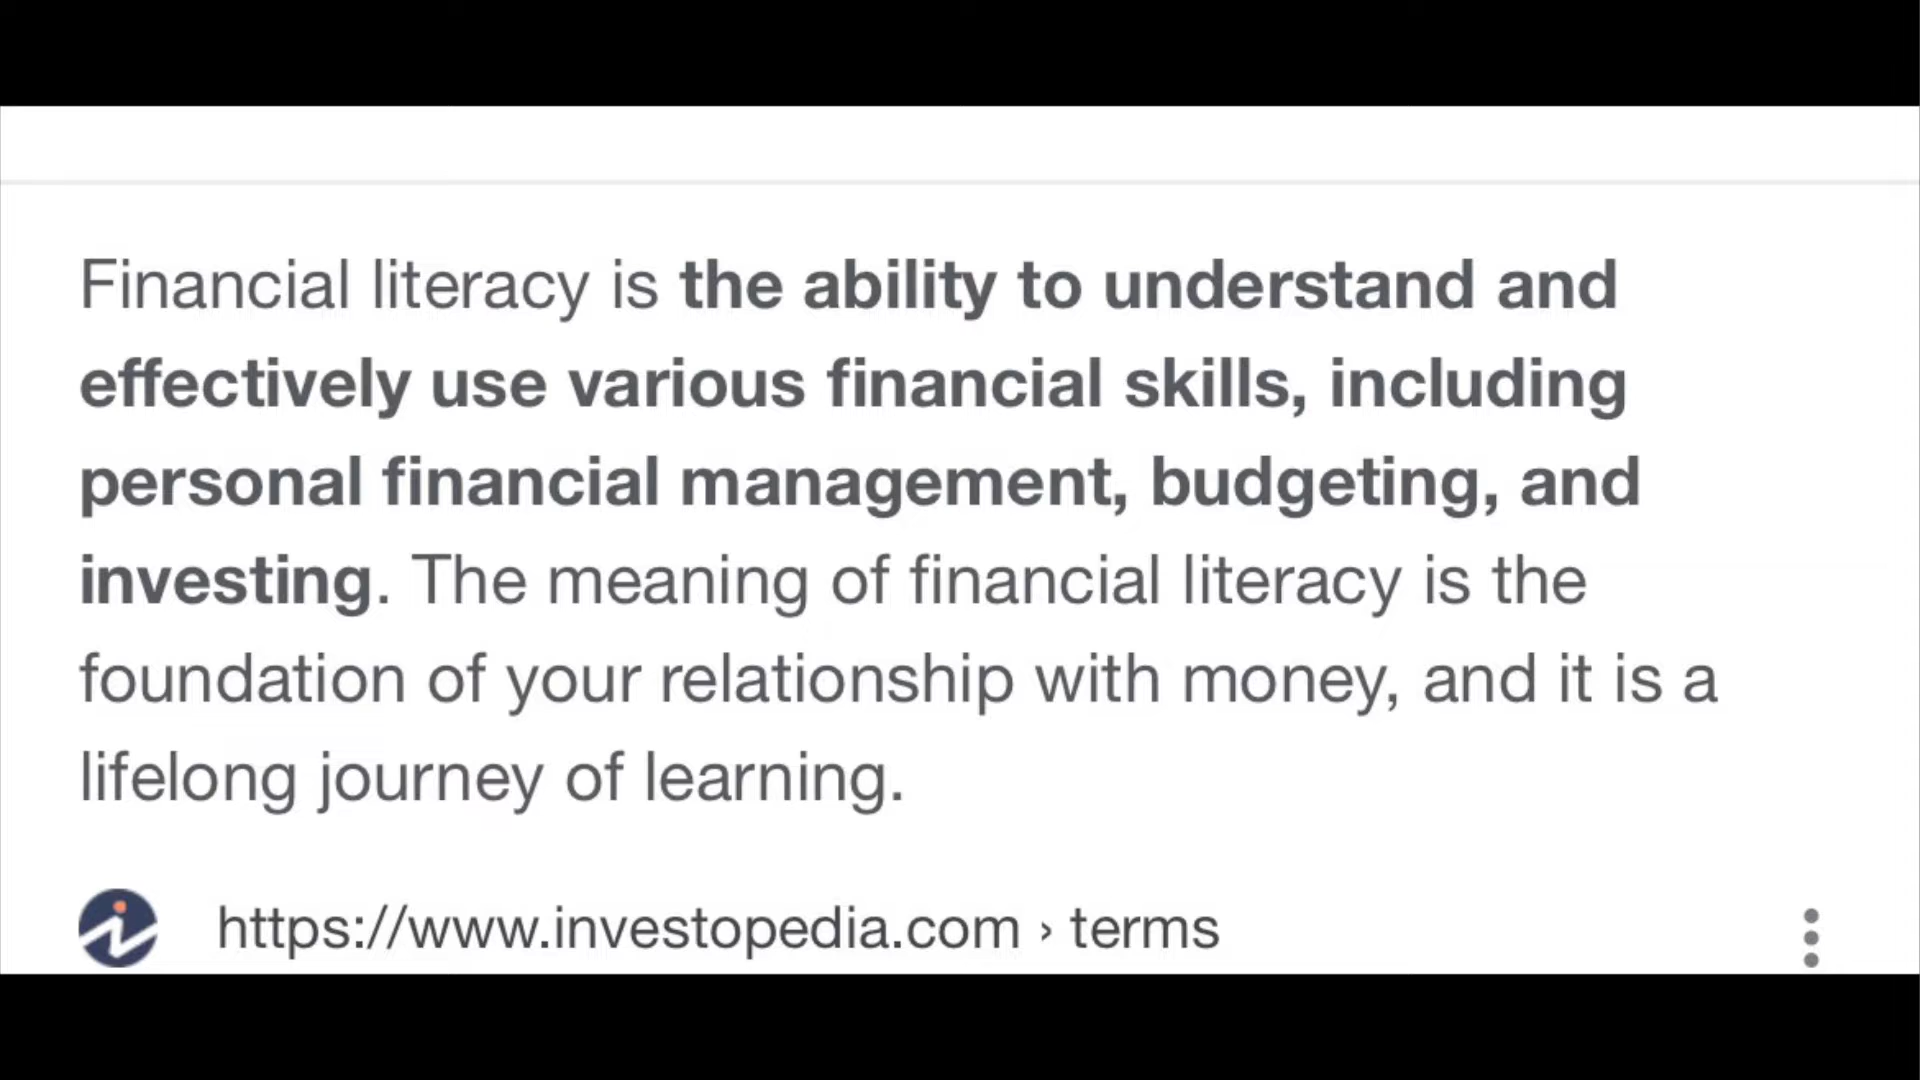 Financial literacy is the ability to understand and
effectively use various financial skills, including
personal financial management, budgeting, and
investing. The meaning of financial literacy is the
foundation of your relationship with money, and it is a
lifelong journey of learning.
https://www.investopedia.com › terms